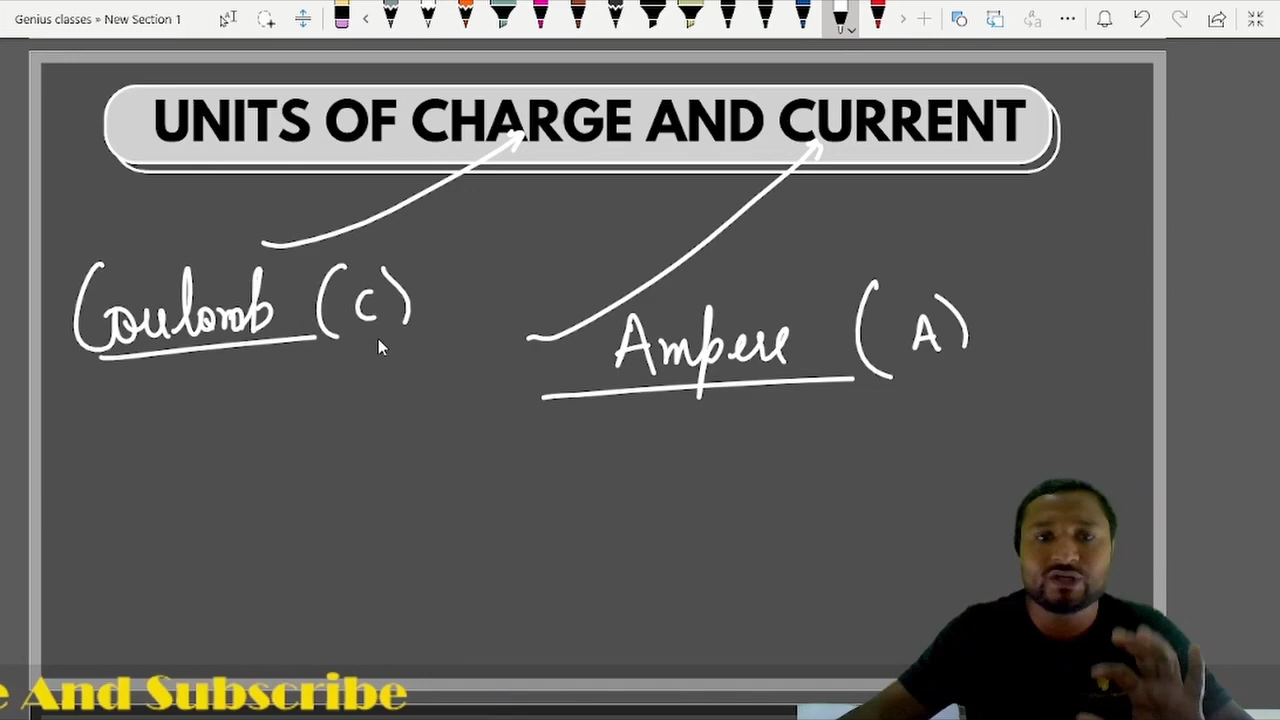 Genius classes » New Section 1
UNITS OF CHARGE AND CURRENT
Coulomb (C)
Ampere (A)
e And Subscribe